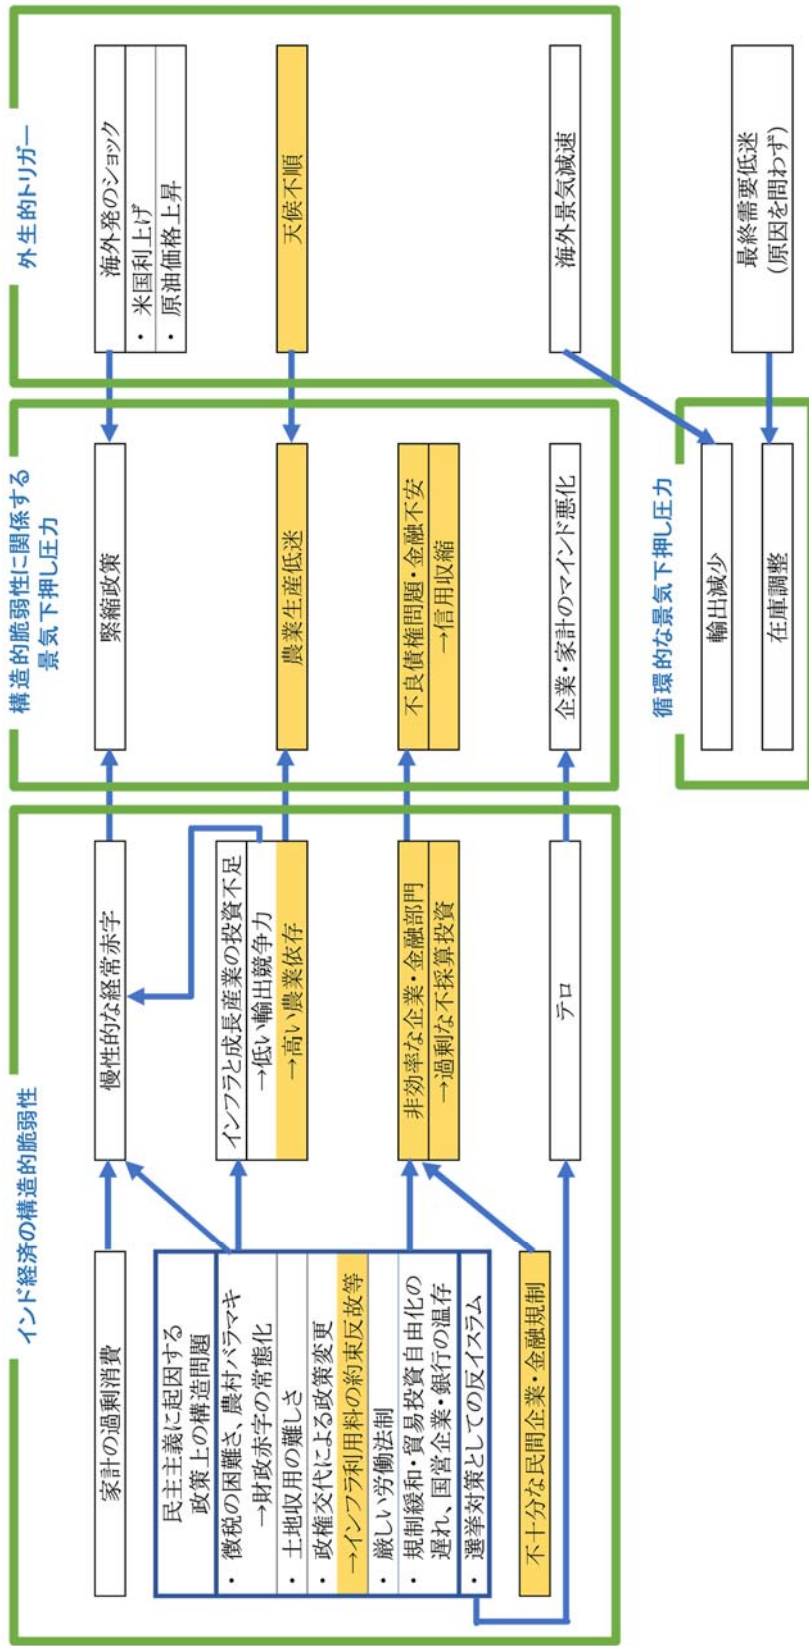 インド経済の構造的脆弱性
家計の過剰消費
民主主義に起因する
政策上の構造問題
・ 徴税の困難さ、農村バラマキ
→財政赤字の常態化
・ 土地収用の難しさ
・ 政権交代による政策変更
→インフラ利用料の約束反故等
・ 厳しい労働法制
・ 規制緩和・貿易投資自由化の
遅れ、国営企業・銀行の温存
・ 選挙対策としての反イスラム
不十分な民間企業・金融規制
慢性的な経常赤字
インフラと成長産業の投資不足
→低い輸出競争力
→高い農業依存
非効率な企業・金融部門
→過剰な不採算投資
テロ
構造的脆弱性に関係する
景気下押し圧力
緊縮政策
農業生産低迷
不良債権問題・金融不安
→信用収縮
企業・家計のマインド悪化
循環的な景気下押し圧力
輸出減少
在庫調整
外生的トリガー
海外発のショック
・ 米国利上げ
・ 原油価格上昇
天候不順
海外景気減速
最終需要低迷
(原因を問わず)